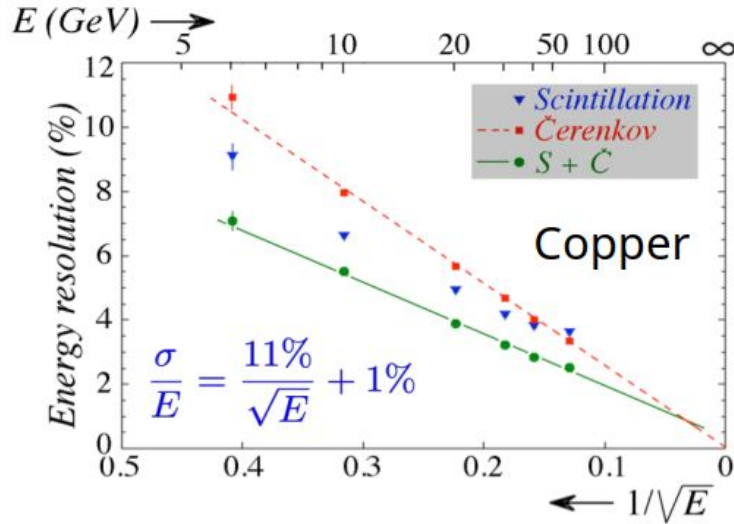 E (GeV) →
5 10 20 30 50 100 ∞
12
10
8
6
4
2
0
Energy resolution (%)
Scintillation
Čerenkov
S + Č
Copper
σ/E = 11%/√E + 1%
0.5 0.4 0.3 0.2 0.1 0
← 1/√E